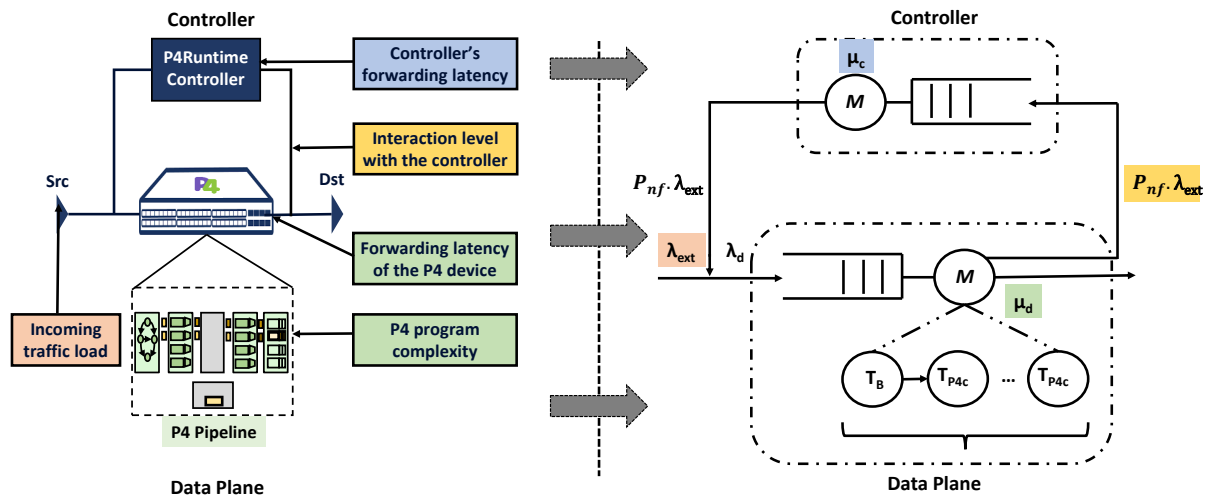 Controller
P4Runtime
Controller
Controller's
forwarding latency
Interaction level
with the controller
Src
P4
Dst
Forwarding latency
of the P4 device
Incoming
traffic load
P4 program
complexity
P4 Pipeline
Data Plane
Controller
μc
M
Pnf. λext
Pnf. λext
λext
λd
M
μd
TB
TP4c
...
TP4c
Data Plane